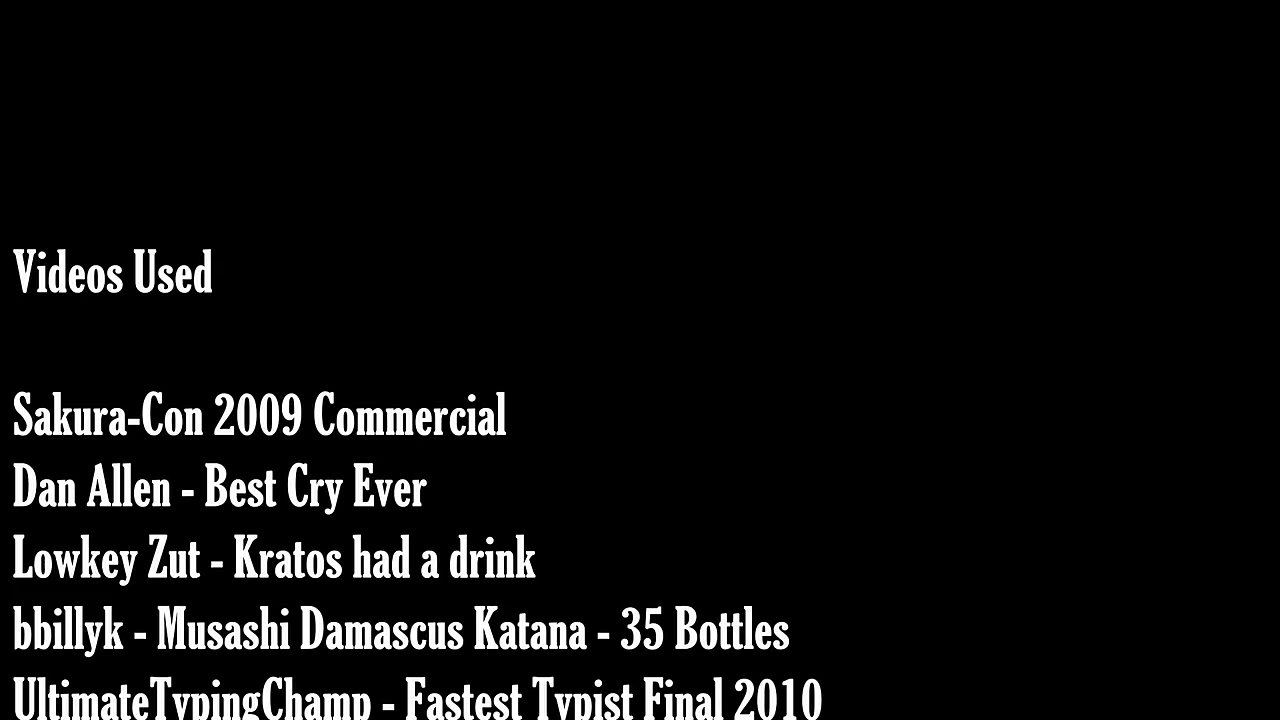 Videos Used
Sakura-Con 2009 Commercial
Dan Allen - Best Cry Ever
Lowkey Zut - Kratos had a drink
bbillyk - Musashi Damascus Katana - 35 Bottles
UltimateTypingChamp - Fastest Typist Final 2010